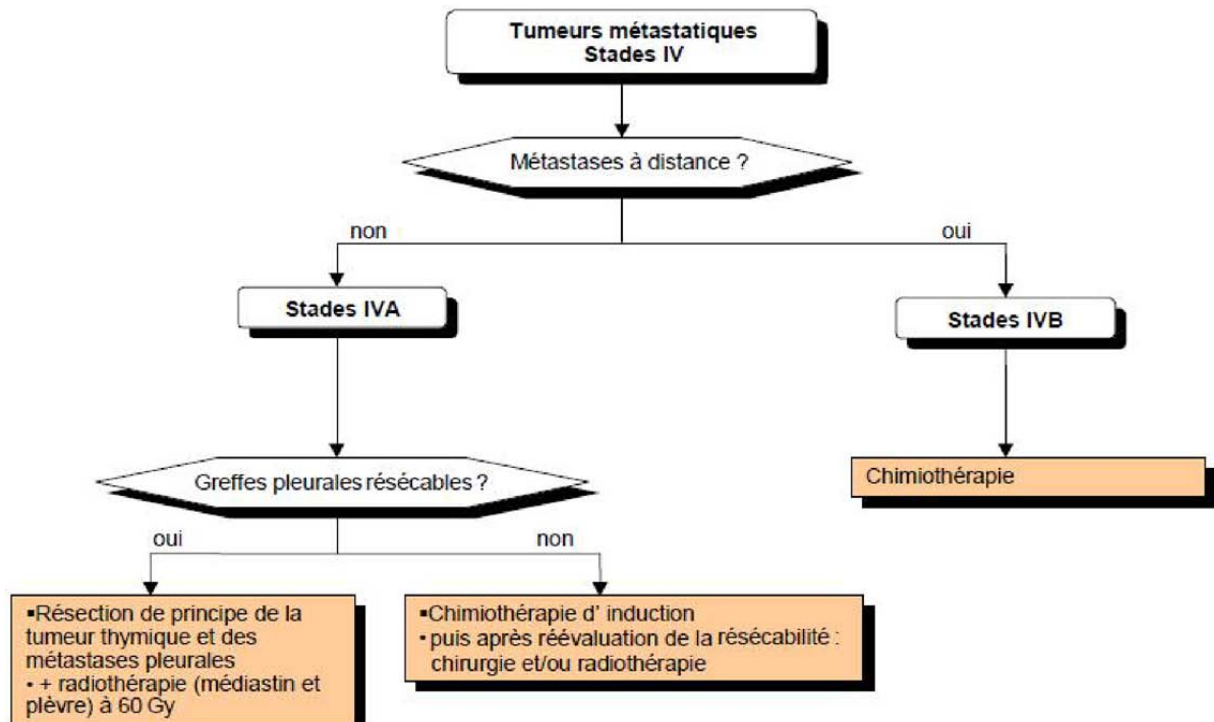 Tumeurs métastatiques
Stades IV
Métastases à distance ?
non
oui
Stades IVA
Stades IVB
Greffes pleurales résécables ?
Chimiothérapie
oui
non
▪Résection de principe de la
tumeur thymique et des
métastases pleurales
• + radiothérapie (médiastin et
plèvre) à 60 Gy
▪Chimiothérapie d' induction
• puis après réévaluation de la résécabilité :
chirurgie et/ou radiothérapie